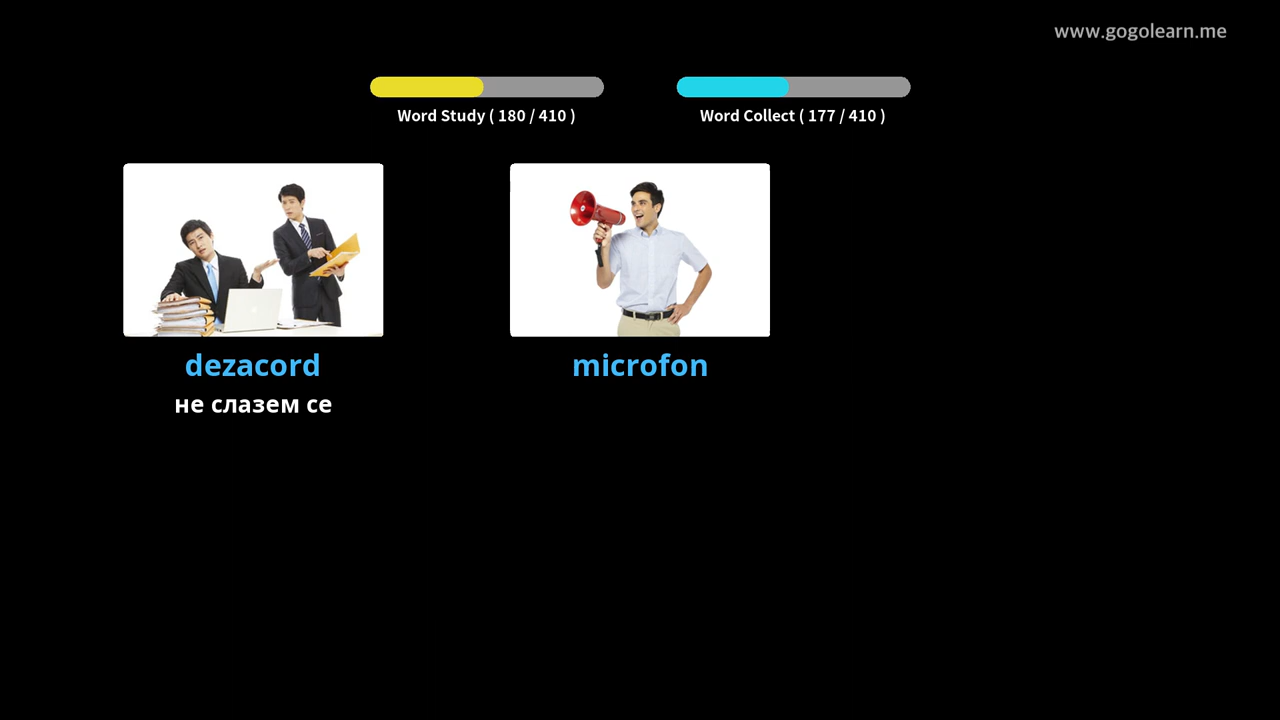 www.gogolearn.me
Word Study ( 180 / 410 )
Word Collect ( 177 / 410 )
dezacord
не слазем се
microfon